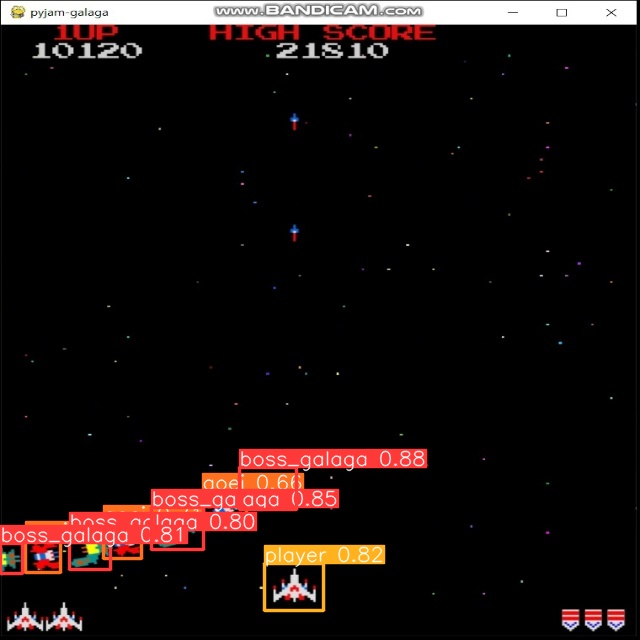 pyjam-galaga
www.BANDICAM.com
1UP HIGH SCORE
10120 21810
boss_galaga 0.88
goei 0.66
boss_galaga 0.85
boss_galaga 0.80
boss_galaga 0.81
player 0.82